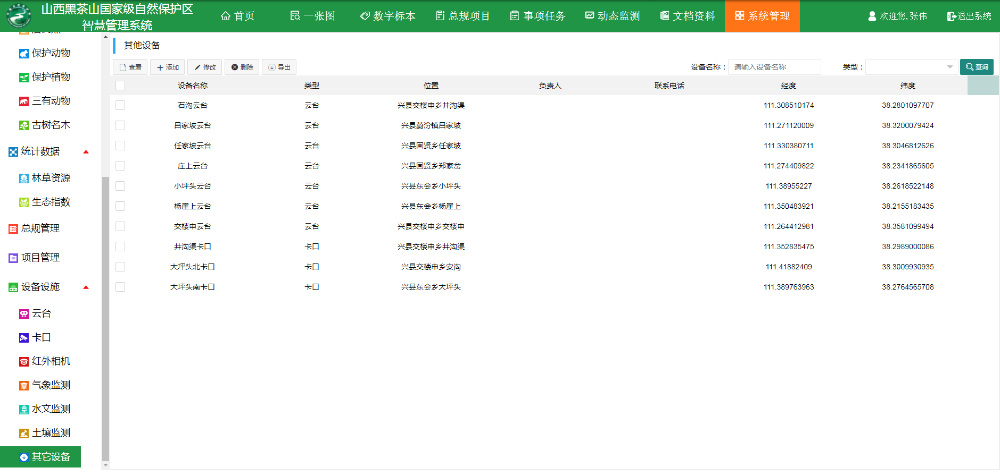 山西黑茶山国家级自然保护区
智慧管理系统
首页
一张图
数字标本
总规项目
事项任务
动态监测
文档资料
系统管理
欢迎您, 张伟
退出系统
保护动物
保护植物
三有动物
古树名木
统计数据
林草资源
生态指数
总规管理
项目管理
设备设施
云台
卡口
红外相机
气象监测
水文监测
土壤监测
其它设备
其他设备
查看 添加 修改 删除 导出 设备名称： 请输入设备名称 类型： 查询
设备名称 类型 位置 负责人 联系电话 经度 纬度
石沟云台 云台 兴县交楼申乡井沟渠 111.308510174 38.2801097707
吕家坡云台 云台 兴县蔚汾镇吕家坡 111.271120009 38.3200079424
任家坡云台 云台 兴县固贤乡任家坡 111.330380711 38.3046812626
庄上云台 云台 兴县固贤乡郑家岔 111.274409822 38.2341865605
小坪头云台 云台 兴县东会乡小坪头 111.38955227 38.2618522148
杨崖上云台 云台 兴县东会乡杨崖上 111.350483921 38.2155183435
交楼申云台 云台 兴县交楼申乡交楼申 111.264412981 38.3581099494
井沟渠卡口 卡口 兴县交楼申乡井沟渠 111.352835475 38.2989000086
大坪头北卡口 卡口 兴县交楼申乡安沟 111.41882409 38.3009930935
大坪头南卡口 卡口 兴县东会乡大坪头 111.389763963 38.2764565708